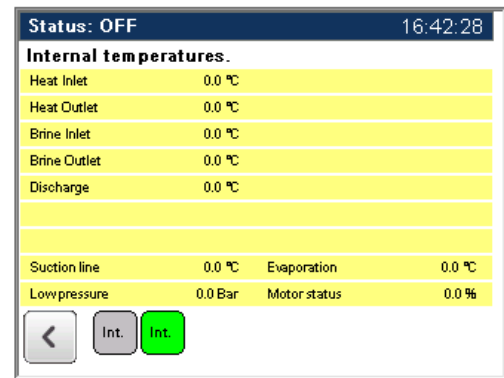 Status: OFF 16:42:28
Internal temperatures.
Heat Inlet 0.0 °C
Heat Outlet 0.0 °C
Brine Inlet 0.0 °C
Brine Outlet 0.0 °C
Discharge 0.0 °C
Suction line 0.0 °C Evaporation 0.0 °C
Low pressure 0.0 Bar Motor status 0.0 %
Int. Int.